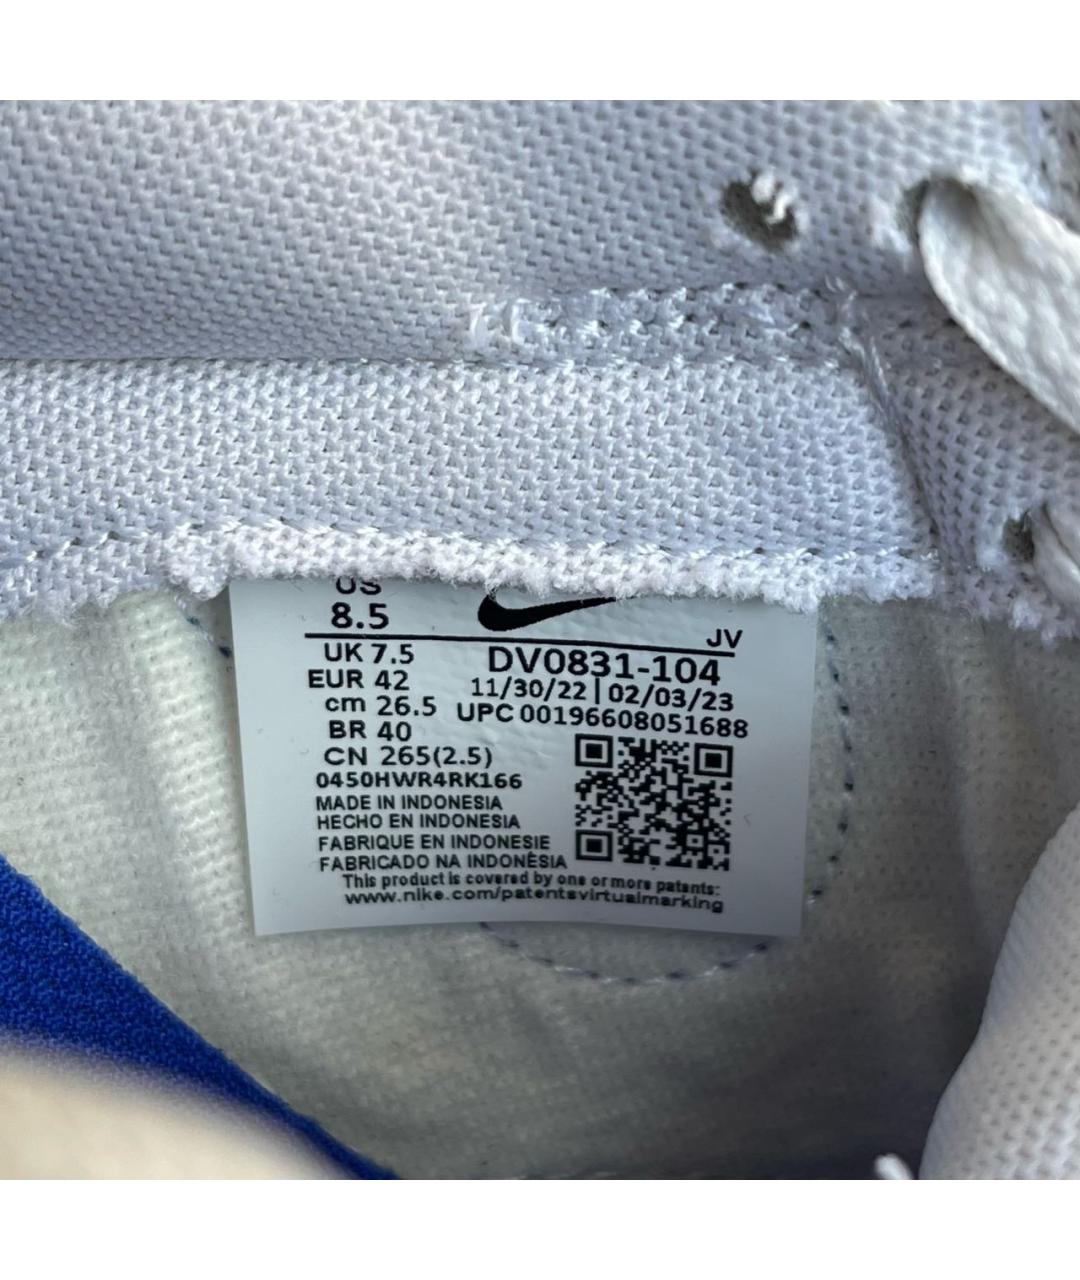 US
8.5
JV
UK 7.5
DV0831-104
EUR 42
11/30/22 | 02/03/23
cm 26.5
UPC 00196608051688
BR 40
CN 265(2.5)
0450HWR4RK166
MADE IN INDONESIA
HECHO EN INDONESIA
FABRIQUE EN INDONESIE
FABRICADO NA INDONÉSIA
This product is covered by one or more patents:
www.nike.com/patentsvirtualmarking